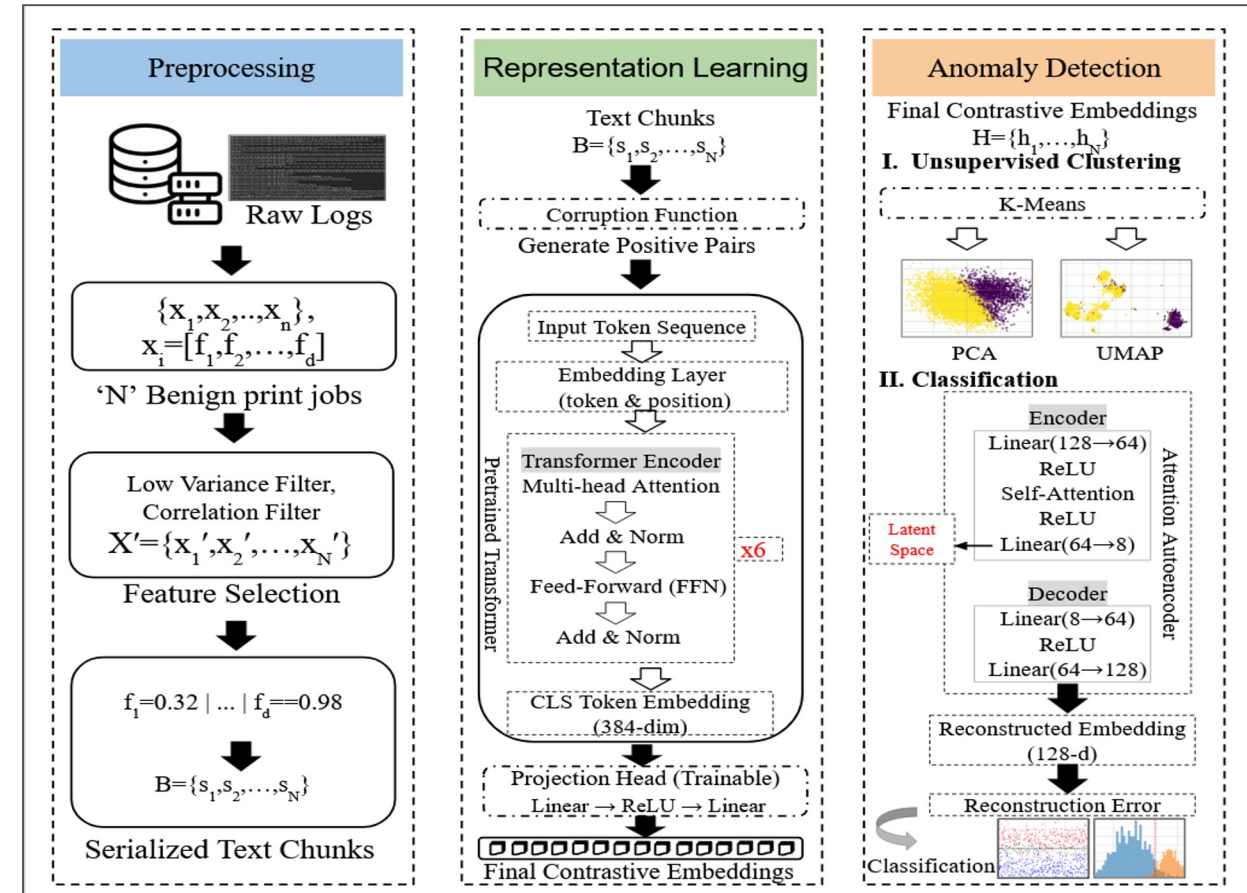 Preprocessing
Raw Logs
{x₁,x₂,..,xₙ},
xᵢ=[f₁,f₂,…,f_d]
‘N’ Benign print jobs
Low Variance Filter,
Correlation Filter
X′={x₁′,x₂′,…,x_N′}
Feature Selection
f₁=0.32 | ... | f_d==0.98
B={s₁,s₂,…,s_N}
Serialized Text Chunks
Representation Learning
Text Chunks
B={s₁,s₂,…,s_N}
Corruption Function
Generate Positive Pairs
Pretrained Transformer
Input Token Sequence
Embedding Layer
(token & position)
Transformer Encoder
Multi-head Attention
Add & Norm
x6
Feed-Forward (FFN)
Add & Norm
CLS Token Embedding
(384-dim)
Projection Head (Trainable)
Linear → ReLU → Linear
Final Contrastive Embeddings
Anomaly Detection
Final Contrastive Embeddings
H={h₁,…,h_N}
I. Unsupervised Clustering
K-Means
PCA
UMAP
II. Classification
Attention Autoencoder
Encoder
Linear(128→64)
ReLU
Self-Attention
ReLU
Linear(64→8)
Latent
Space
Decoder
Linear(8→64)
ReLU
Linear(64→128)
Reconstructed Embedding
(128-d)
Reconstruction Error
Classification